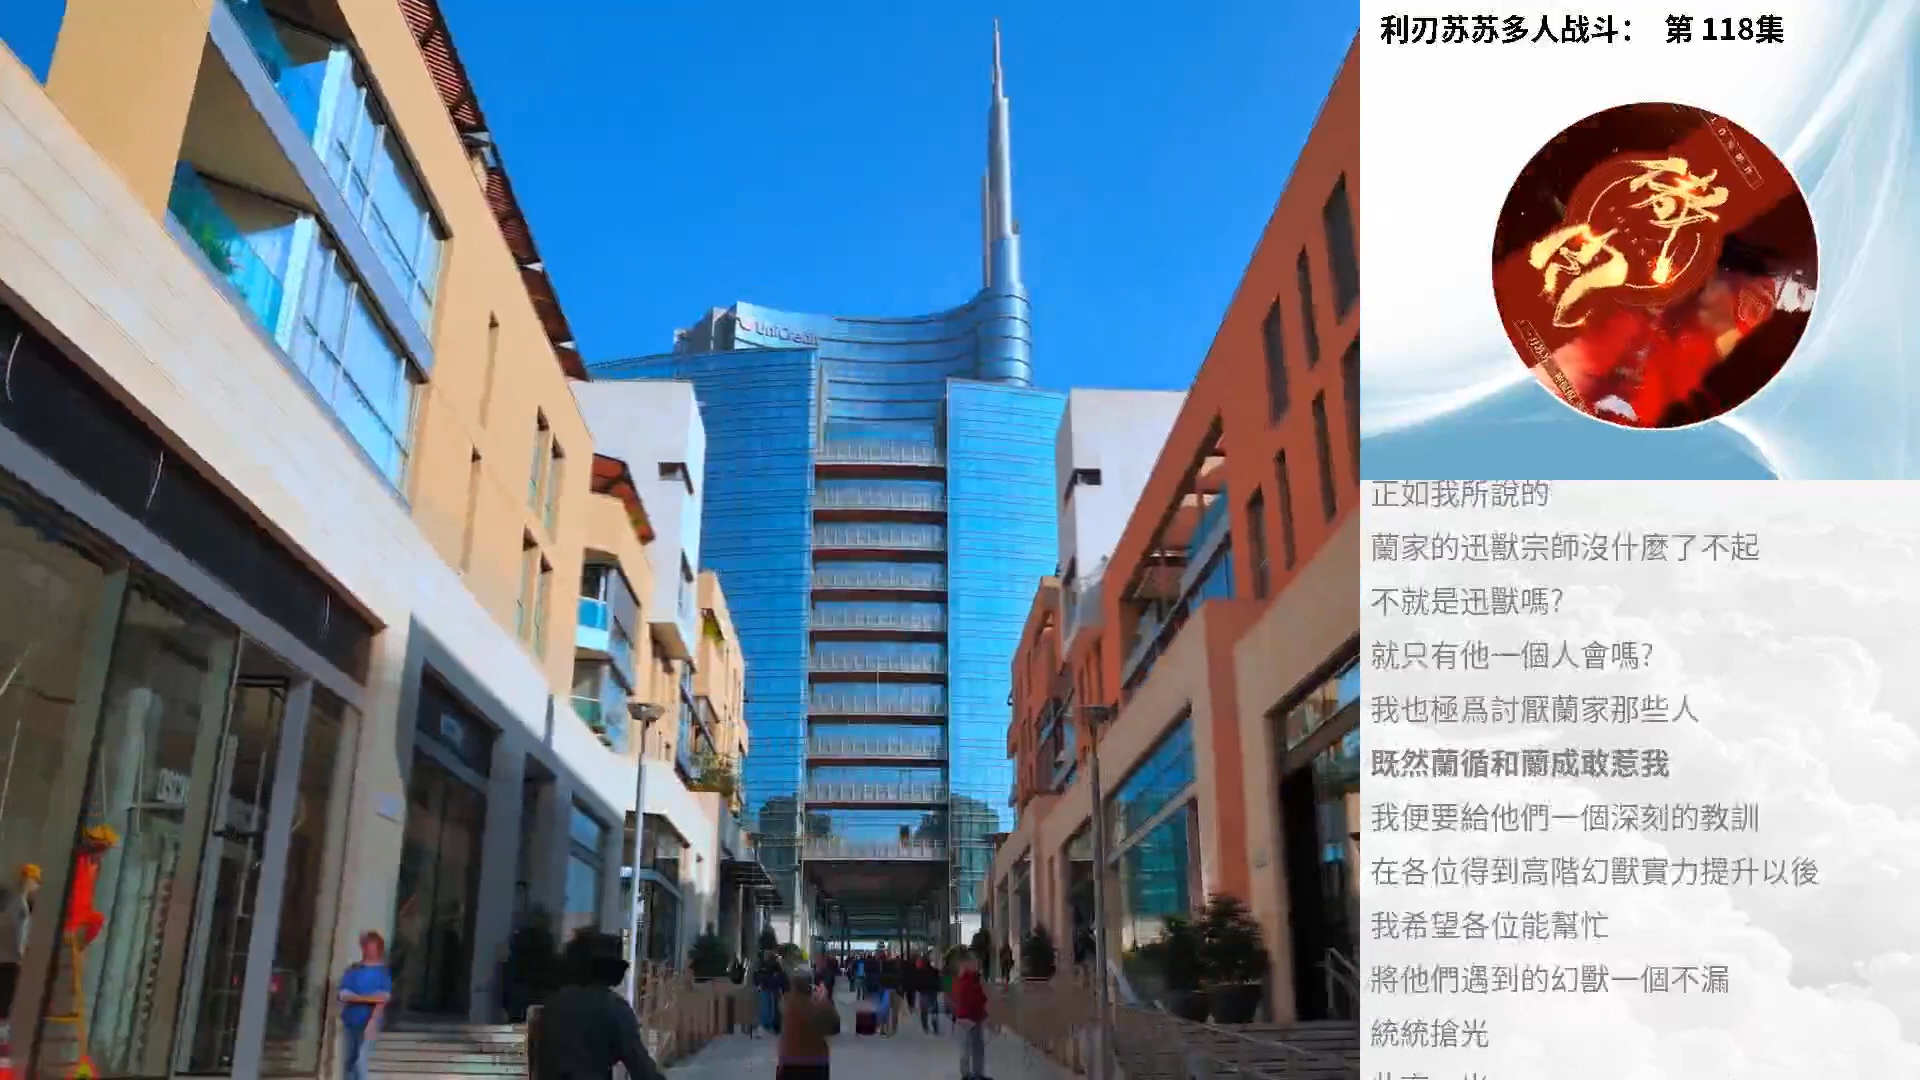 利刃苏苏多人战斗： 第 118集
UniCredit
正如我所說的
蘭家的迅獸宗師沒什麼了不起
不就是迅獸嗎?
就只有他一個人會嗎?
我也極爲討厭蘭家那些人
既然蘭循和蘭成敢惹我
我便要給他們一個深刻的教訓
在各位得到高階幻獸實力提升以後
我希望各位能幫忙
將他們遇到的幻獸一個不漏
統統搶光